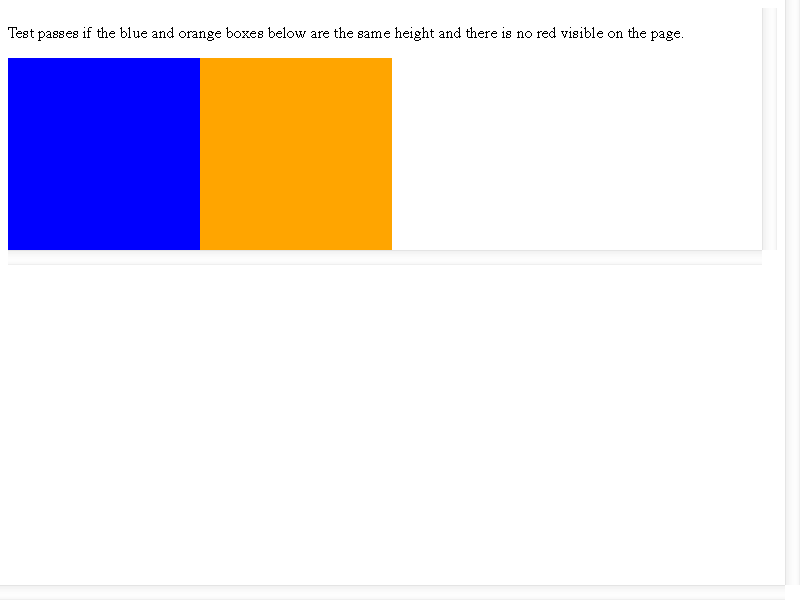 Test passes if the blue and orange boxes below are the same height and there is no red visible on the page.